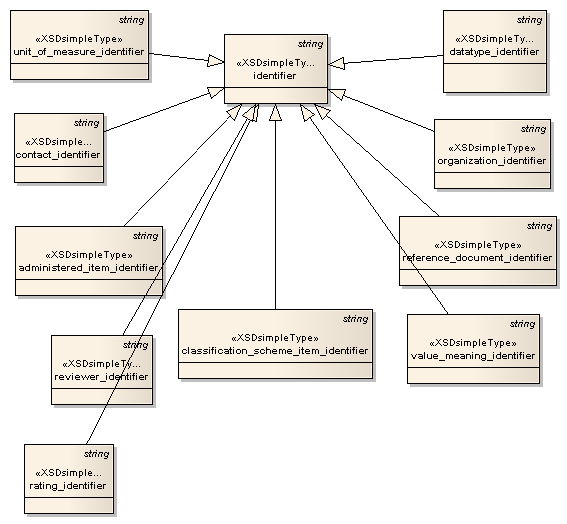 string
«XSDsimpleType»
unit_of_measure_identifier
string
«XSDsimpleTy...
identifier
string
«XSDsimpleType»
datatype_identifier
string
«XSDsimple...
contact_identifier
string
«XSDsimpleType»
organization_identifier
string
«XSDsimpleType»
administered_item_identifier
string
«XSDsimpleType»
reference_document_identifier
string
«XSDsimpleType»
classification_scheme_item_identifier
string
«XSDsimpleType»
value_meaning_identifier
string
«XSDsimpleTy...
reviewer_identifier
string
«XSDsimple...
rating_identifier